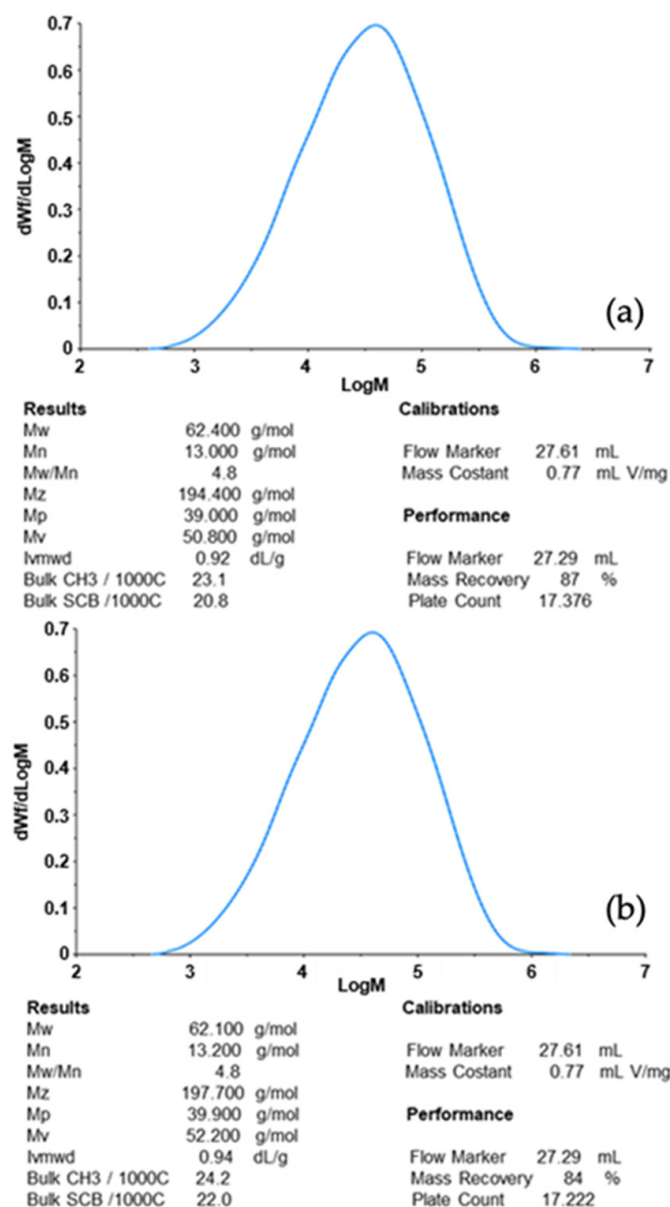 0.7
0.6
0.5
0.4
0.3
0.2
0.1
0
dWf/dLogM
2 3 4 5 6 7
LogM
(a)
Results Calibrations
Mw 62.400 g/mol
Mn 13.000 g/mol Flow Marker 27.61 mL
Mw/Mn 4.8 Mass Costant 0.77 mL V/mg
Mz 194.400 g/mol
Mp 39.000 g/mol Performance
Mv 50.800 g/mol
Ivmwd 0.92 dL/g Flow Marker 27.29 mL
Bulk CH3 / 1000C 23.1 Mass Recovery 87 %
Bulk SCB /1000C 20.8 Plate Count 17.376
0.7
0.6
0.5
0.4
0.3
0.2
0.1
0
dWf/dLogM
2 3 4 5 6 7
LogM
(b)
Results Calibrations
Mw 62.100 g/mol
Mn 13.200 g/mol Flow Marker 27.61 mL
Mw/Mn 4.8 Mass Costant 0.77 mL V/mg
Mz 197.700 g/mol
Mp 39.900 g/mol Performance
Mv 52.200 g/mol
Ivmwd 0.94 dL/g Flow Marker 27.29 mL
Bulk CH3 / 1000C 24.2 Mass Recovery 84 %
Bulk SCB /1000C 22.0 Plate Count 17.222